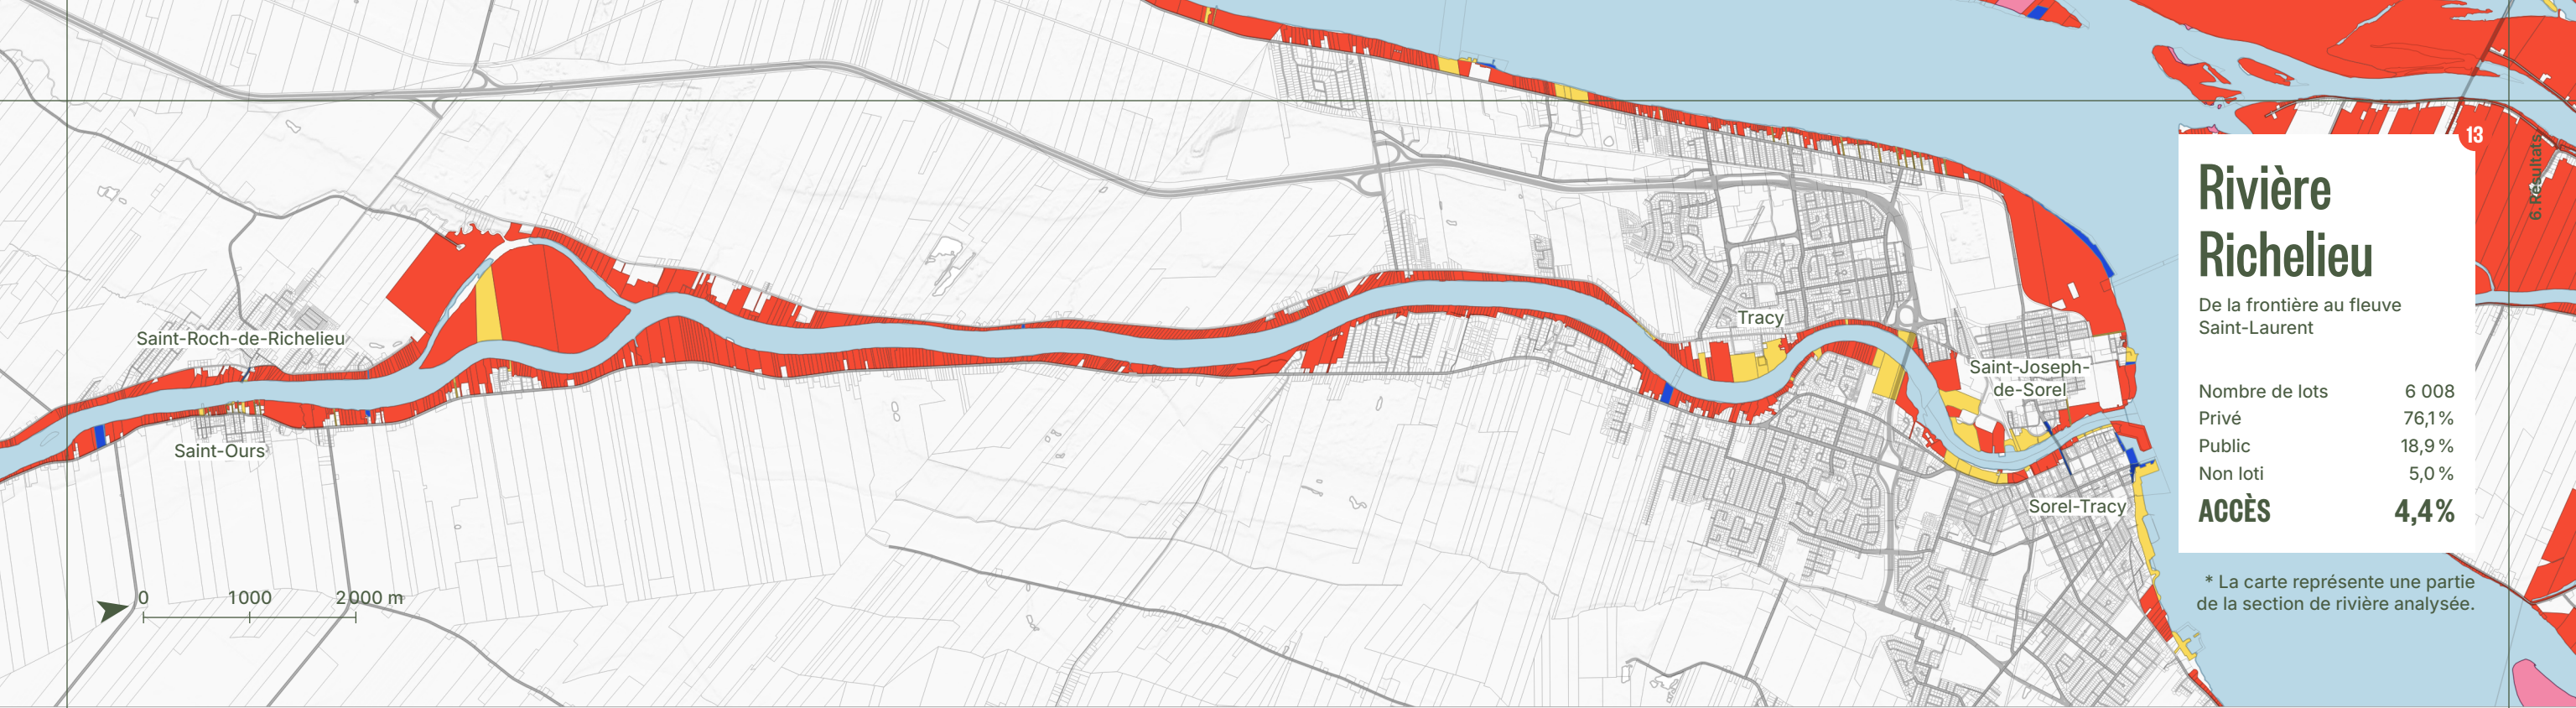 13
6. Résultats
Rivière
Richelieu
De la frontière au fleuve
Saint-Laurent
Nombre de lots 6 008
Privé 76,1 %
Public 18,9 %
Non loti 5,0 %
ACCÈS 4,4 %
* La carte représente une partie
de la section de rivière analysée.
Saint-Roch-de-Richelieu
Saint-Ours
Tracy
Saint-Joseph-
de-Sorel
Sorel-Tracy
0 1000 2000 m